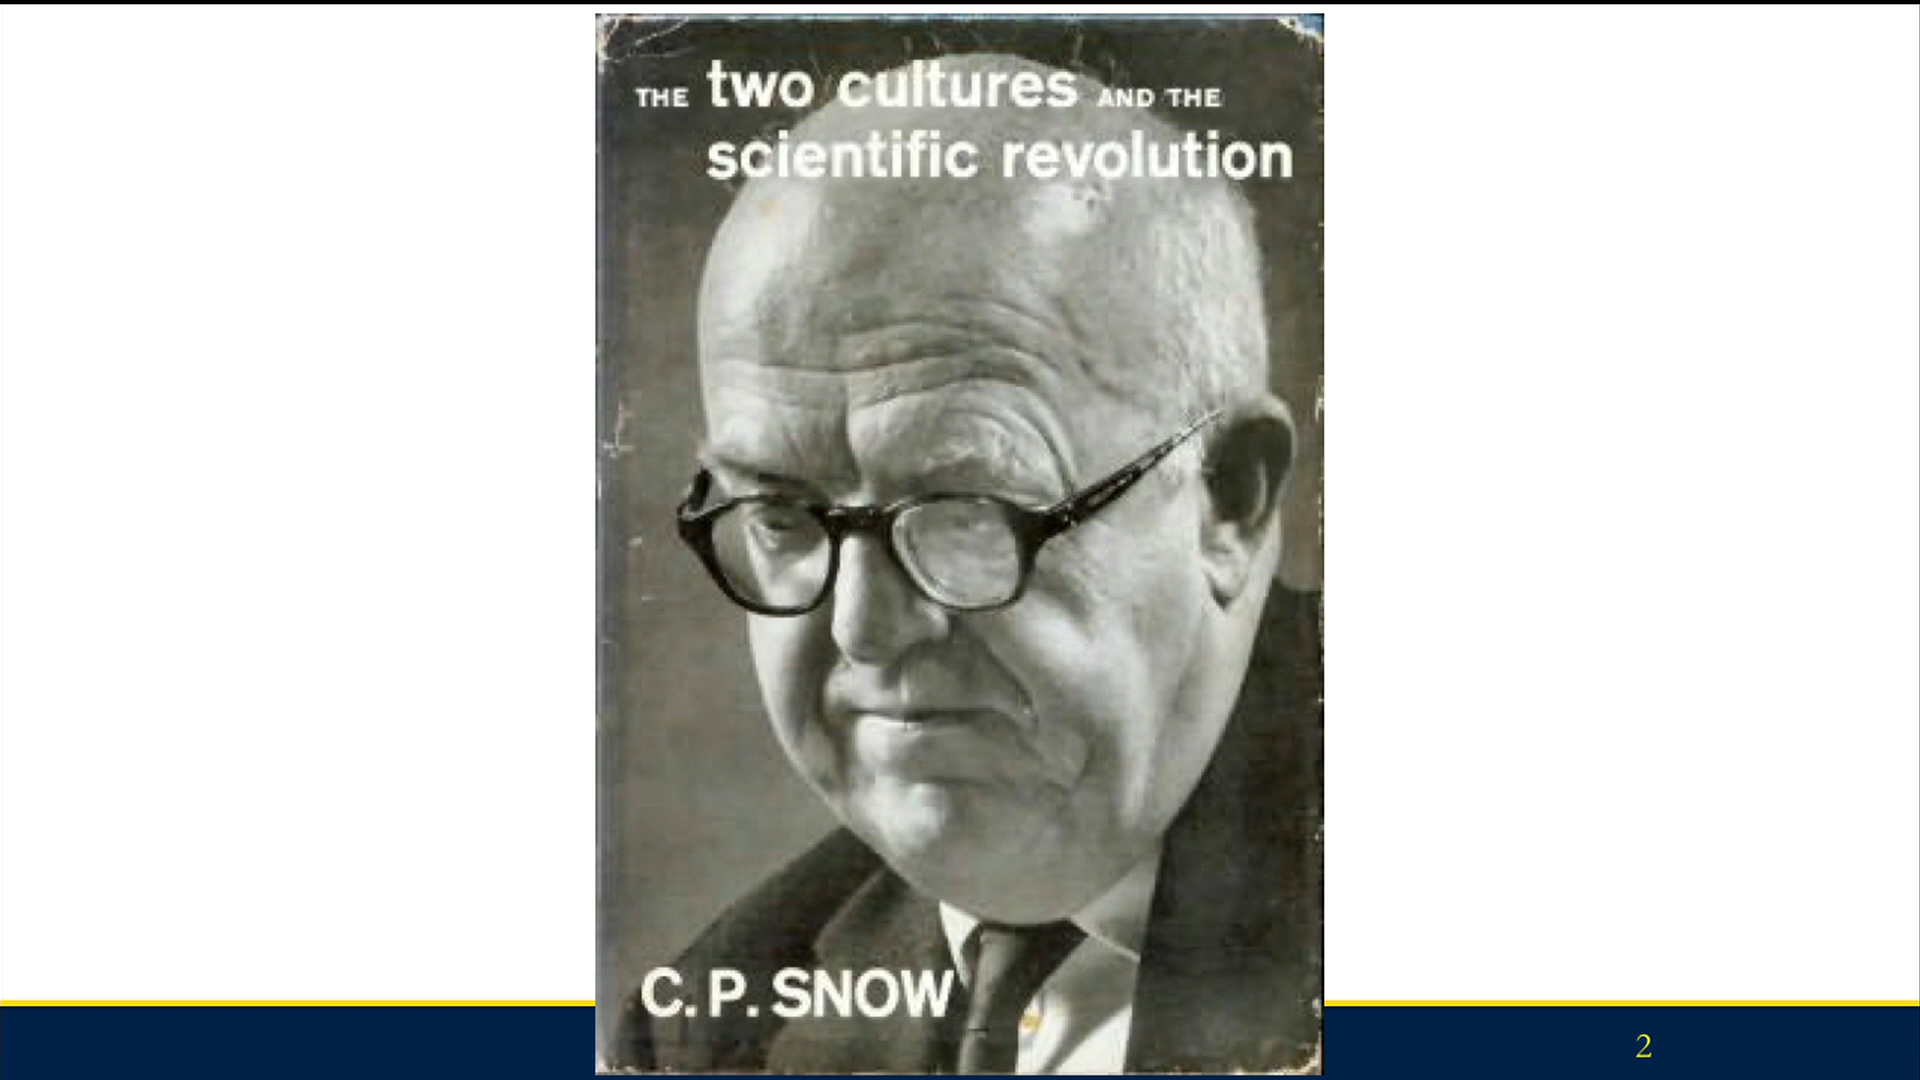 THE two cultures AND THE
scientific revolution
C. P. SNOW
2